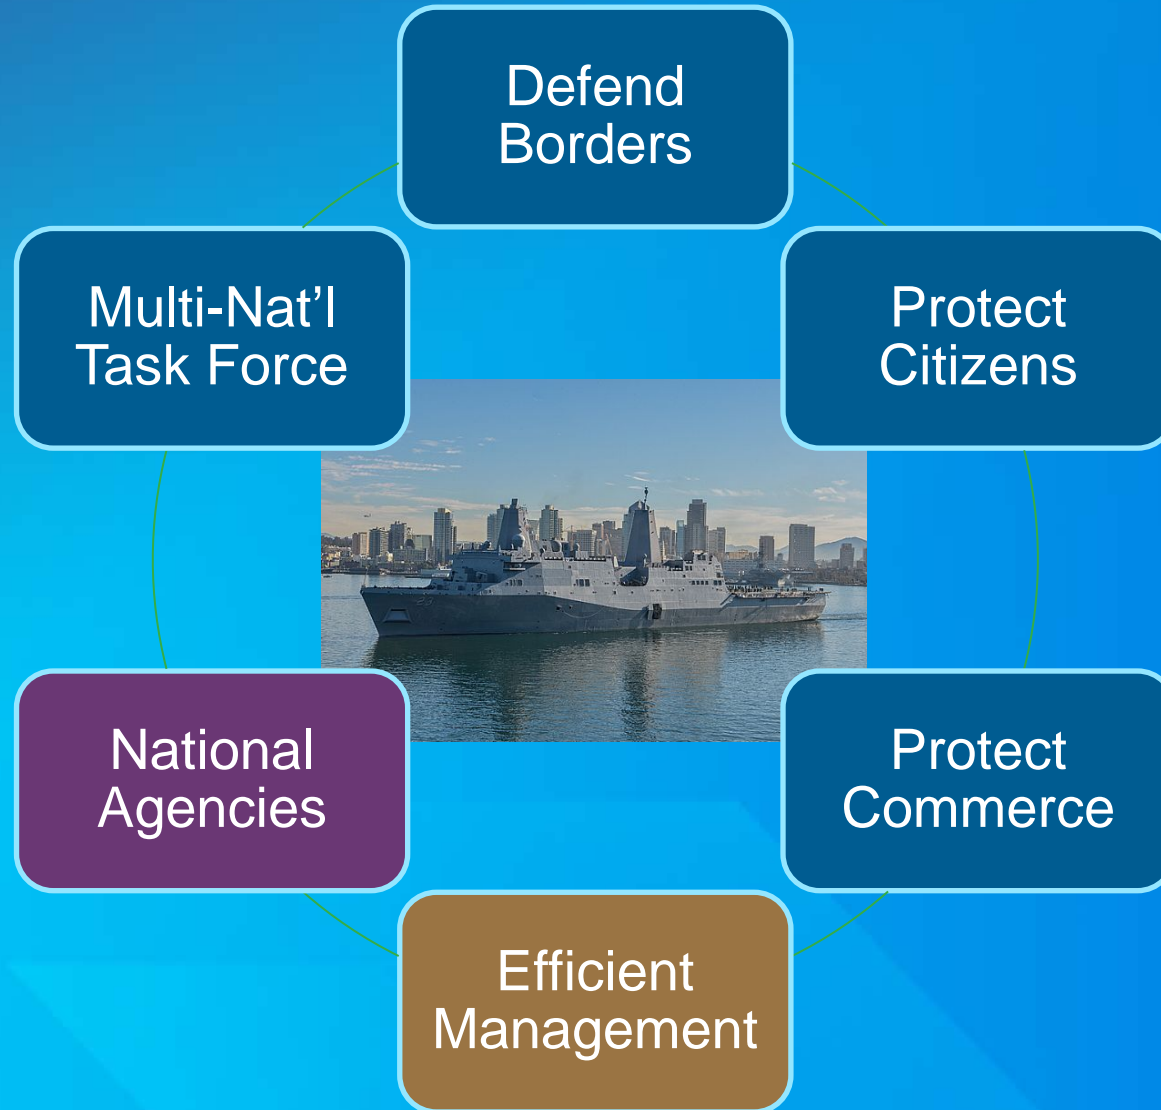 Defend
Borders
Multi-Nat’l
Task Force
Protect
Citizens
National
Agencies
Protect
Commerce
Efficient
Management